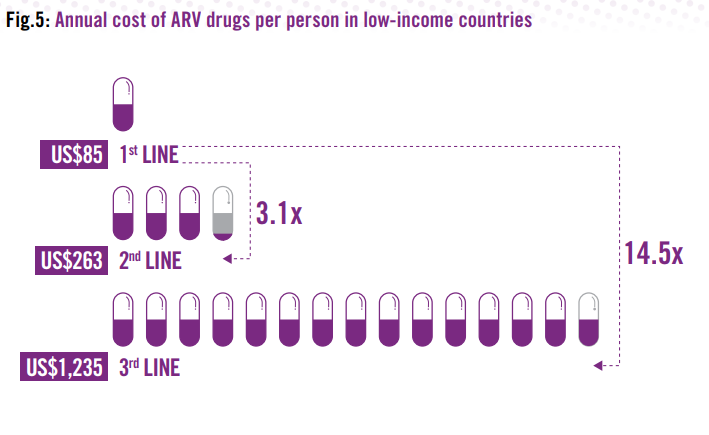 Fig.5: Annual cost of ARV drugs per person in low-income countries
US$85 1st LINE
3.1x
US$263 2nd LINE
14.5x
US$1,235 3rd LINE